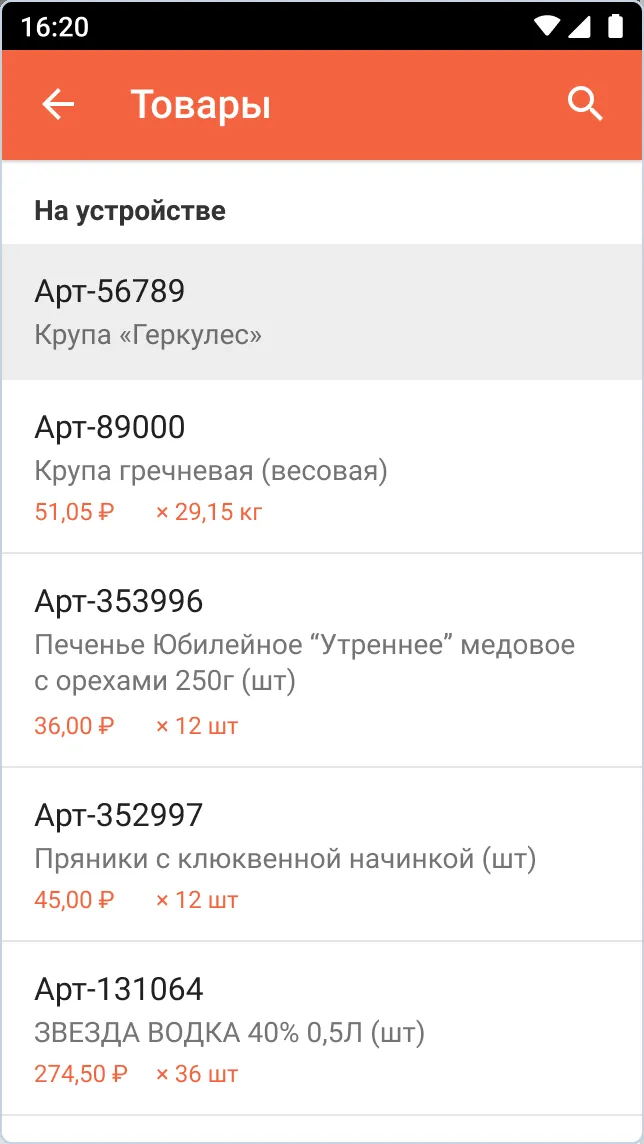 16:20
Товары
На устройстве
Арт-56789
Крупа «Геркулес»
Арт-89000
Крупа гречневая (весовая)
51,05 ₽ × 29,15 кг
Арт-353996
Печенье Юбилейное “Утреннее” медовое
с орехами 250г (шт)
36,00 ₽ × 12 шт
Арт-352997
Пряники с клюквенной начинкой (шт)
45,00 ₽ × 12 шт
Арт-131064
ЗВЕЗДА ВОДКА 40% 0,5Л (шт)
274,50 ₽ × 36 шт